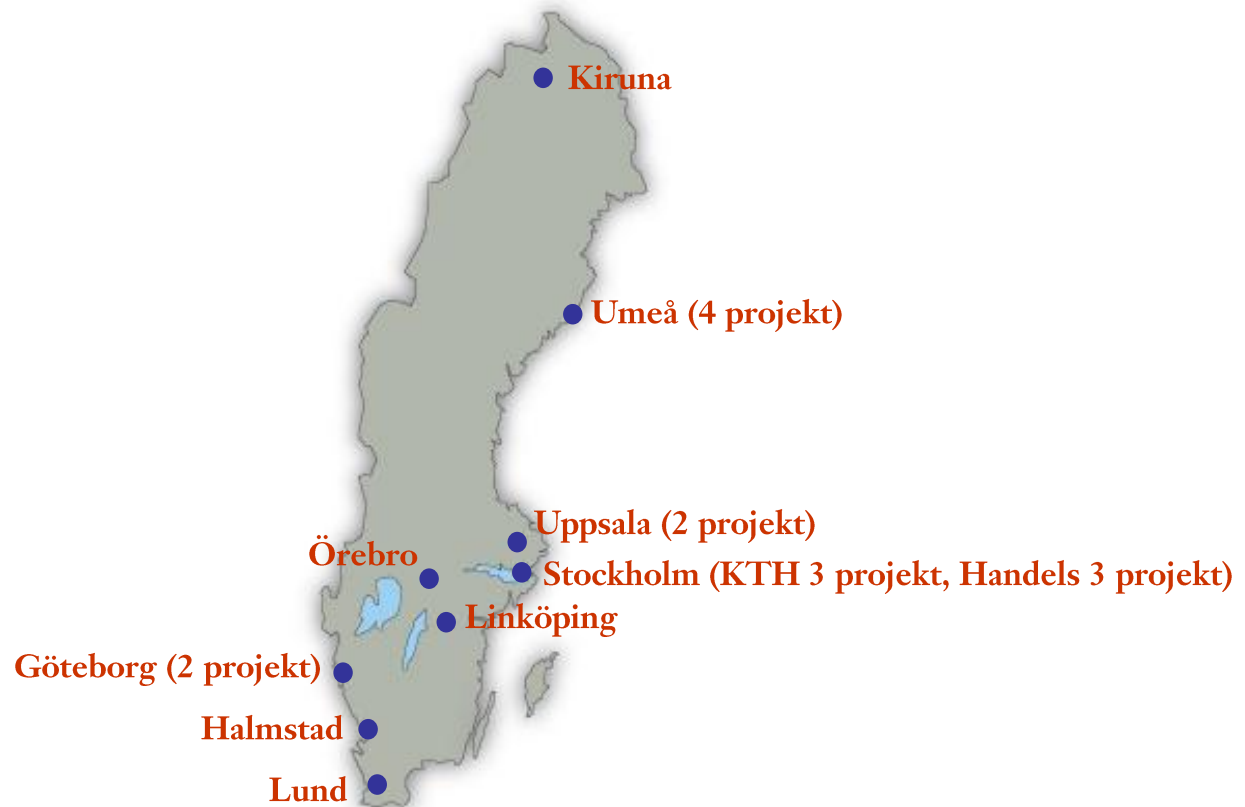 Kiruna
Umeå (4 projekt)
Uppsala (2 projekt)
Örebro
Stockholm (KTH 3 projekt, Handels 3 projekt)
Linköping
Göteborg (2 projekt)
Halmstad
Lund